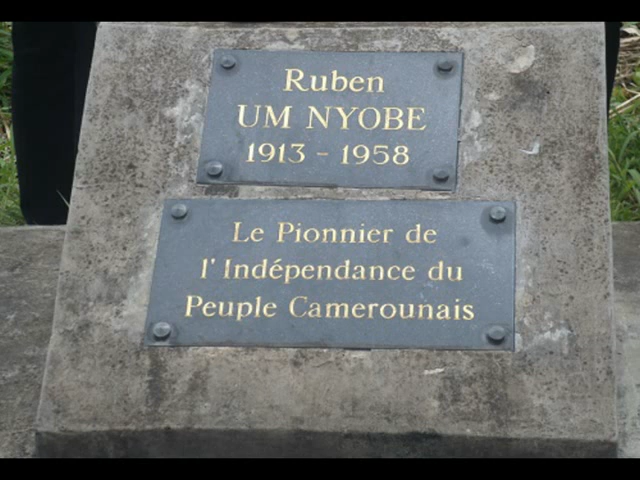 Ruben
UM NYOBE
1913 - 1958
Le Pionnier de
l'Indépendance du
Peuple Camerounais